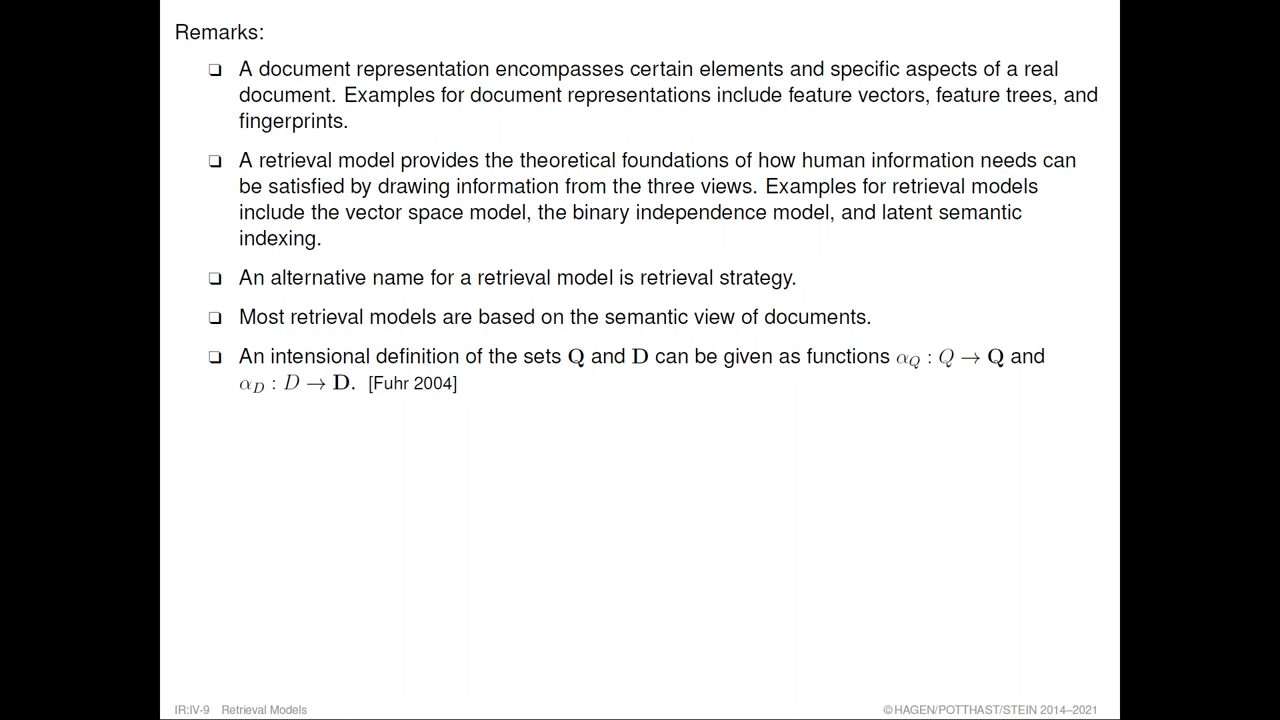 Remarks:
❏ A document representation encompasses certain elements and specific aspects of a real
document. Examples for document representations include feature vectors, feature trees, and
fingerprints.
❏ A retrieval model provides the theoretical foundations of how human information needs can
be satisfied by drawing information from the three views. Examples for retrieval models
include the vector space model, the binary independence model, and latent semantic
indexing.
❏ An alternative name for a retrieval model is retrieval strategy.
❏ Most retrieval models are based on the semantic view of documents.
❏ An intensional definition of the sets Q and D can be given as functions α_Q : Q → Q and
α_D : D → D. [Fuhr 2004]
IR:IV-9 Retrieval Models
©HAGEN/POTTHAST/STEIN 2014–2021